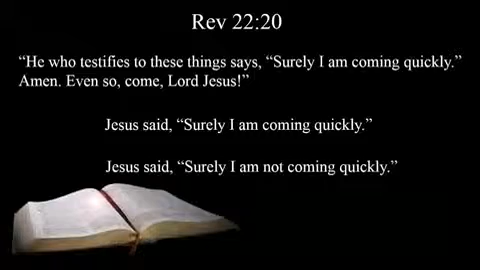 Rev 22:20
“He who testifies to these things says, “Surely I am coming quickly.”
Amen. Even so, come, Lord Jesus!”
Jesus said, “Surely I am coming quickly.”
Jesus said, “Surely I am not coming quickly.”